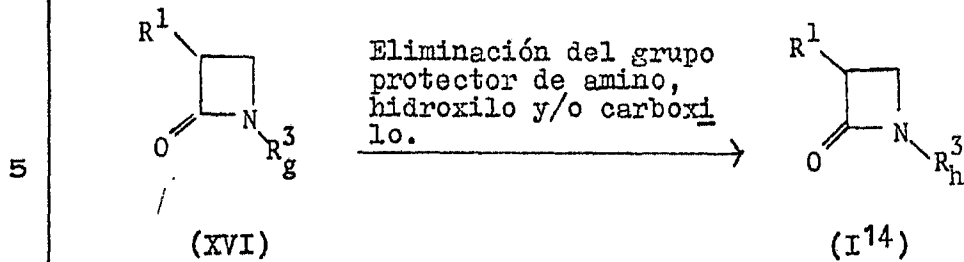 R¹
O
N
R³g
(XVI)
Eliminación del grupo
protector de amino,
hidroxilo y/o carboxi
lo.
R¹
O
N
R³h
(I¹⁴)
5